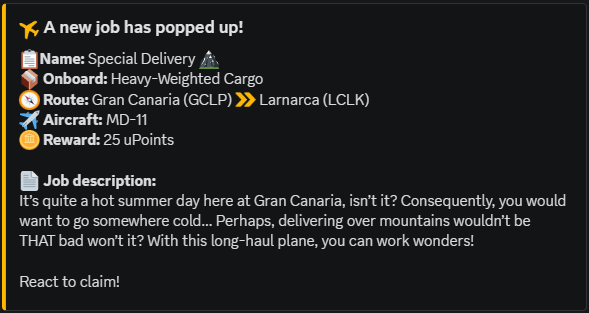 A new job has popped up!
Name: Special Delivery
Onboard: Heavy-Weighted Cargo
Route: Gran Canaria (GCLP) Larnarca (LCLK)
Aircraft: MD-11
Reward: 25 uPoints
Job description:
It's quite a hot summer day here at Gran Canaria, isn't it? Consequently, you would
want to go somewhere cold... Perhaps, delivering over mountains wouldn't be
THAT bad won't it? With this long-haul plane, you can work wonders!
React to claim!